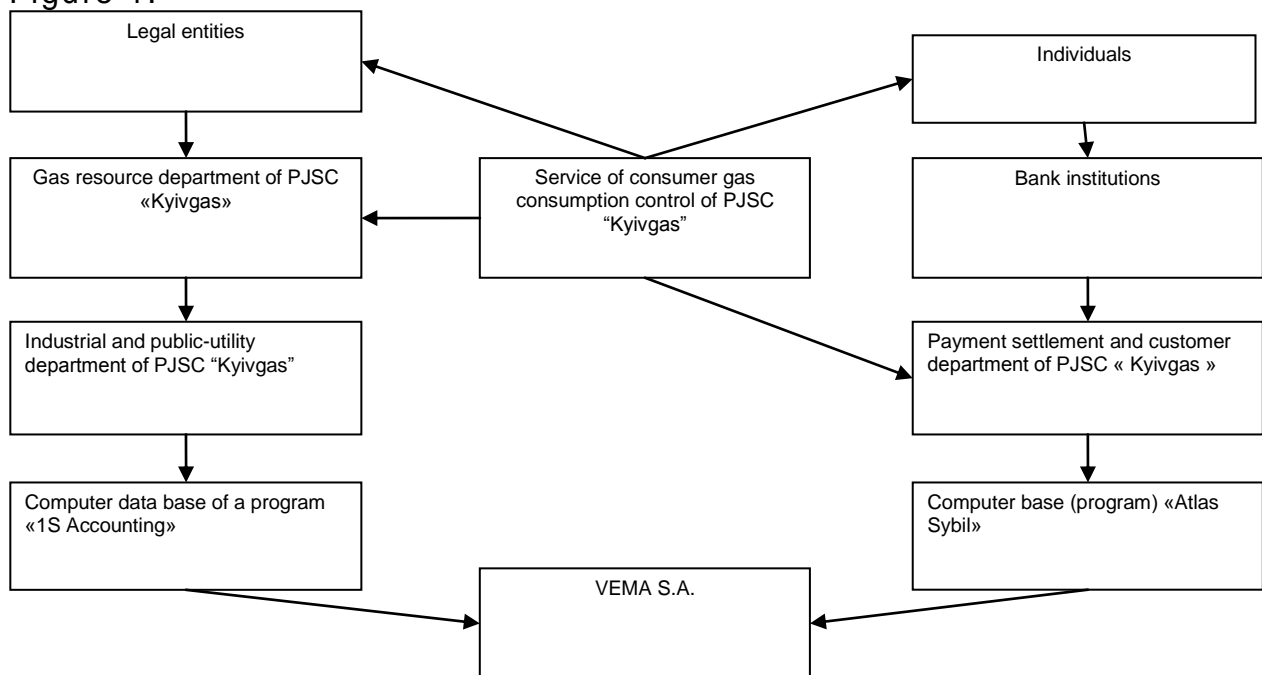 Figure 1.
Legal entities
Individuals
Gas resource department of PJSC
«Kyivgas»
Service of consumer gas
consumption control of PJSC
“Kyivgas”
Bank institutions
Industrial and public-utility
department of PJSC “Kyivgas”
Payment settlement and customer
department of PJSC « Kyivgas »
Computer data base of a program
«1S Accounting»
Computer base (program) «Atlas
Sybil»
VEMA S.A.